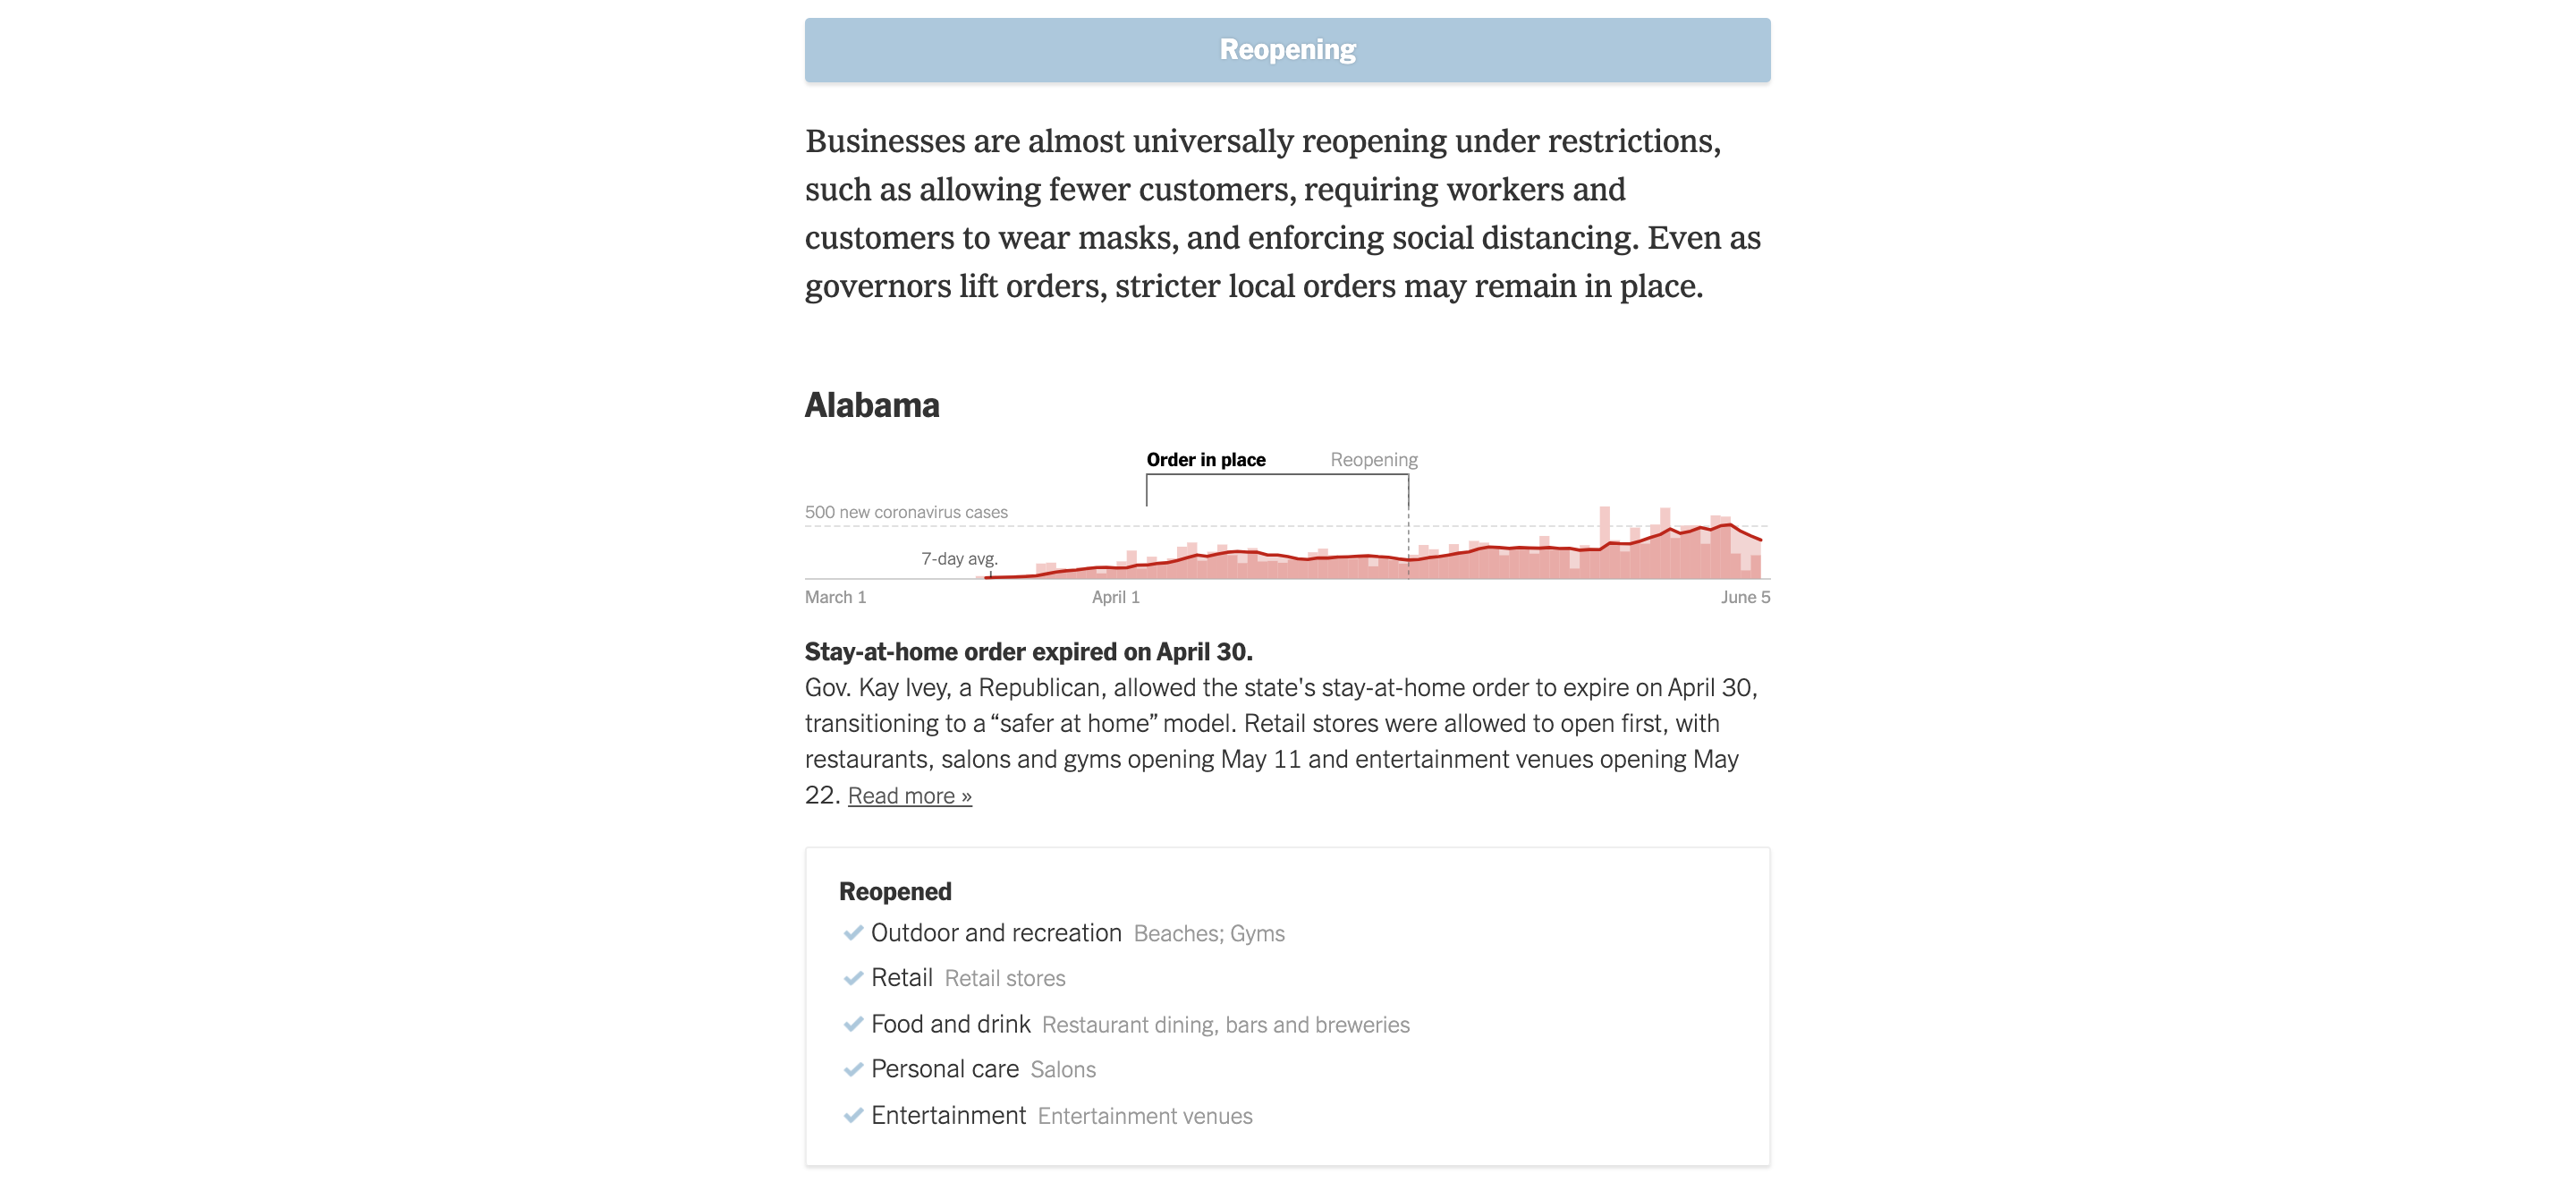 Reopening
Businesses are almost universally reopening under restrictions,
such as allowing fewer customers, requiring workers and
customers to wear masks, and enforcing social distancing. Even as
governors lift orders, stricter local orders may remain in place.
Alabama
Order in place Reopening
500 new coronavirus cases
7-day avg.
March 1 April 1 June 5
Stay-at-home order expired on April 30.
Gov. Kay Ivey, a Republican, allowed the state's stay-at-home order to expire on April 30,
transitioning to a “safer at home” model. Retail stores were allowed to open first, with
restaurants, salons and gyms opening May 11 and entertainment venues opening May
22. Read more »
Reopened
Outdoor and recreation Beaches; Gyms
Retail Retail stores
Food and drink Restaurant dining, bars and breweries
Personal care Salons
Entertainment Entertainment venues